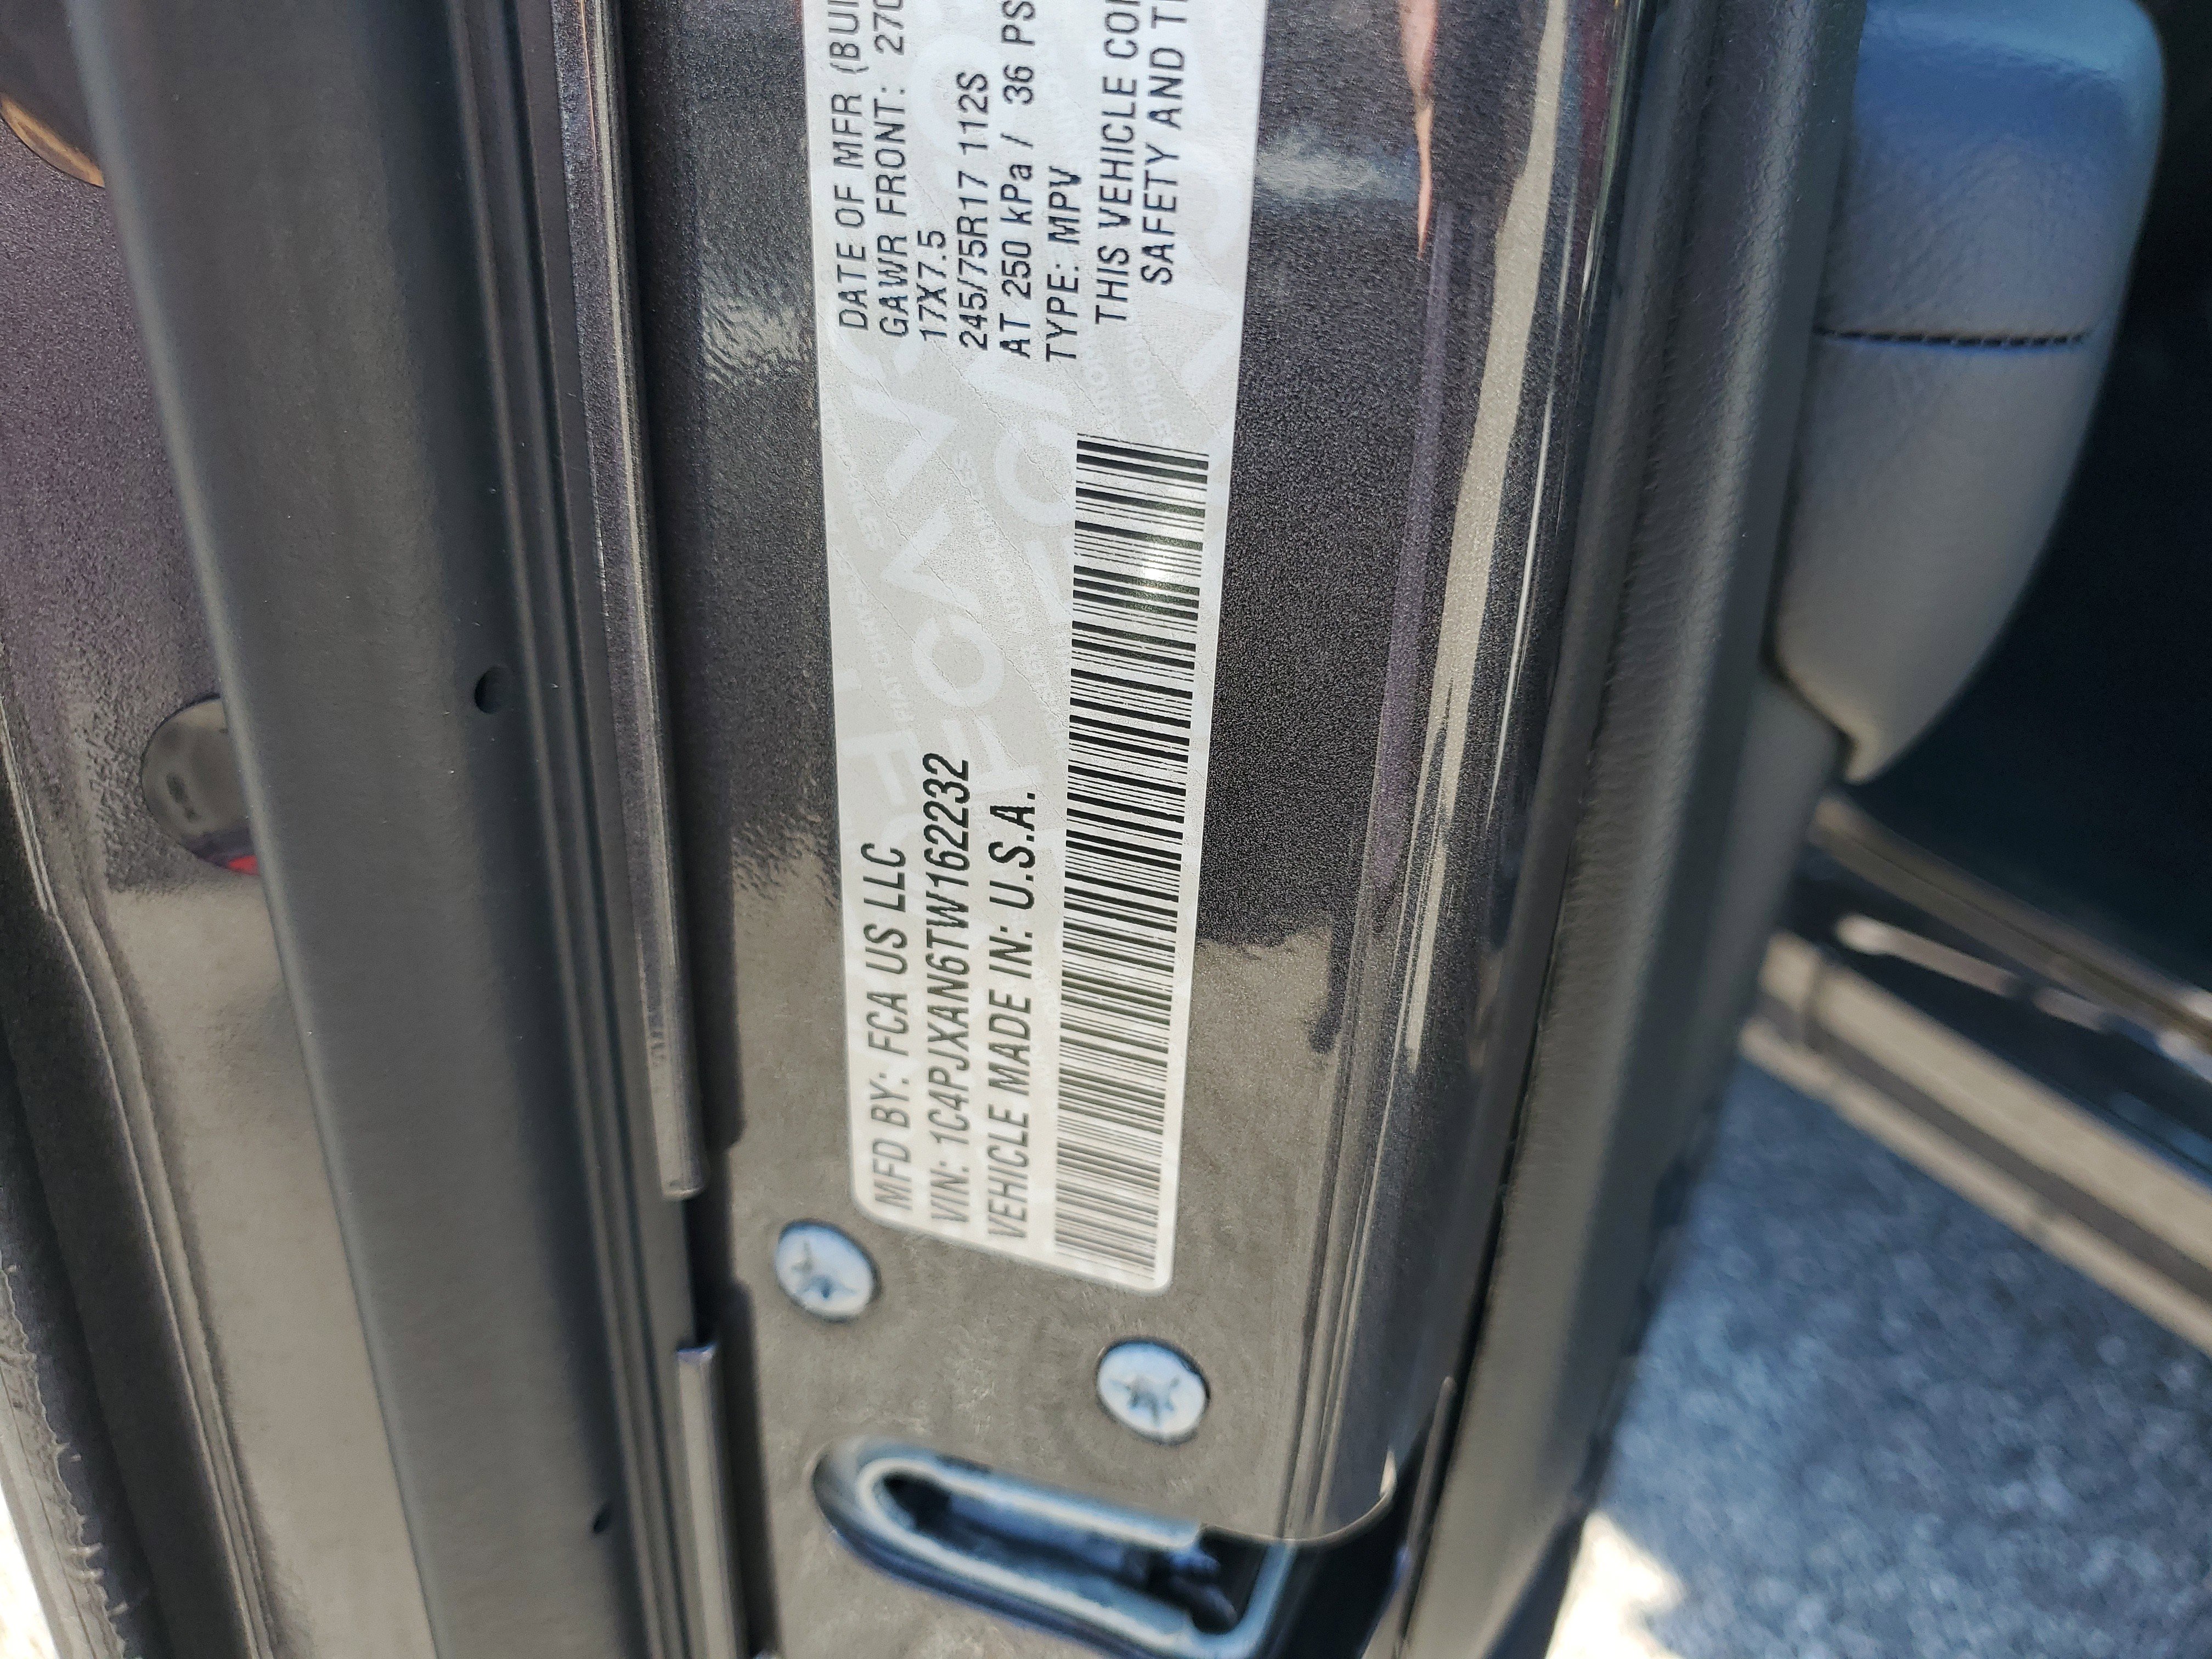 MFD BY: FCA US LLC
VIN: 1C4PJXAN6TW162232
VEHICLE MADE IN: U.S.A.
DATE OF MFR (BUI
GAWR FRONT: 270
17X7.5
245/75R17 112S
AT 250 kPa / 36 PS
TYPE: MPV
THIS VEHICLE CON
SAFETY AND T